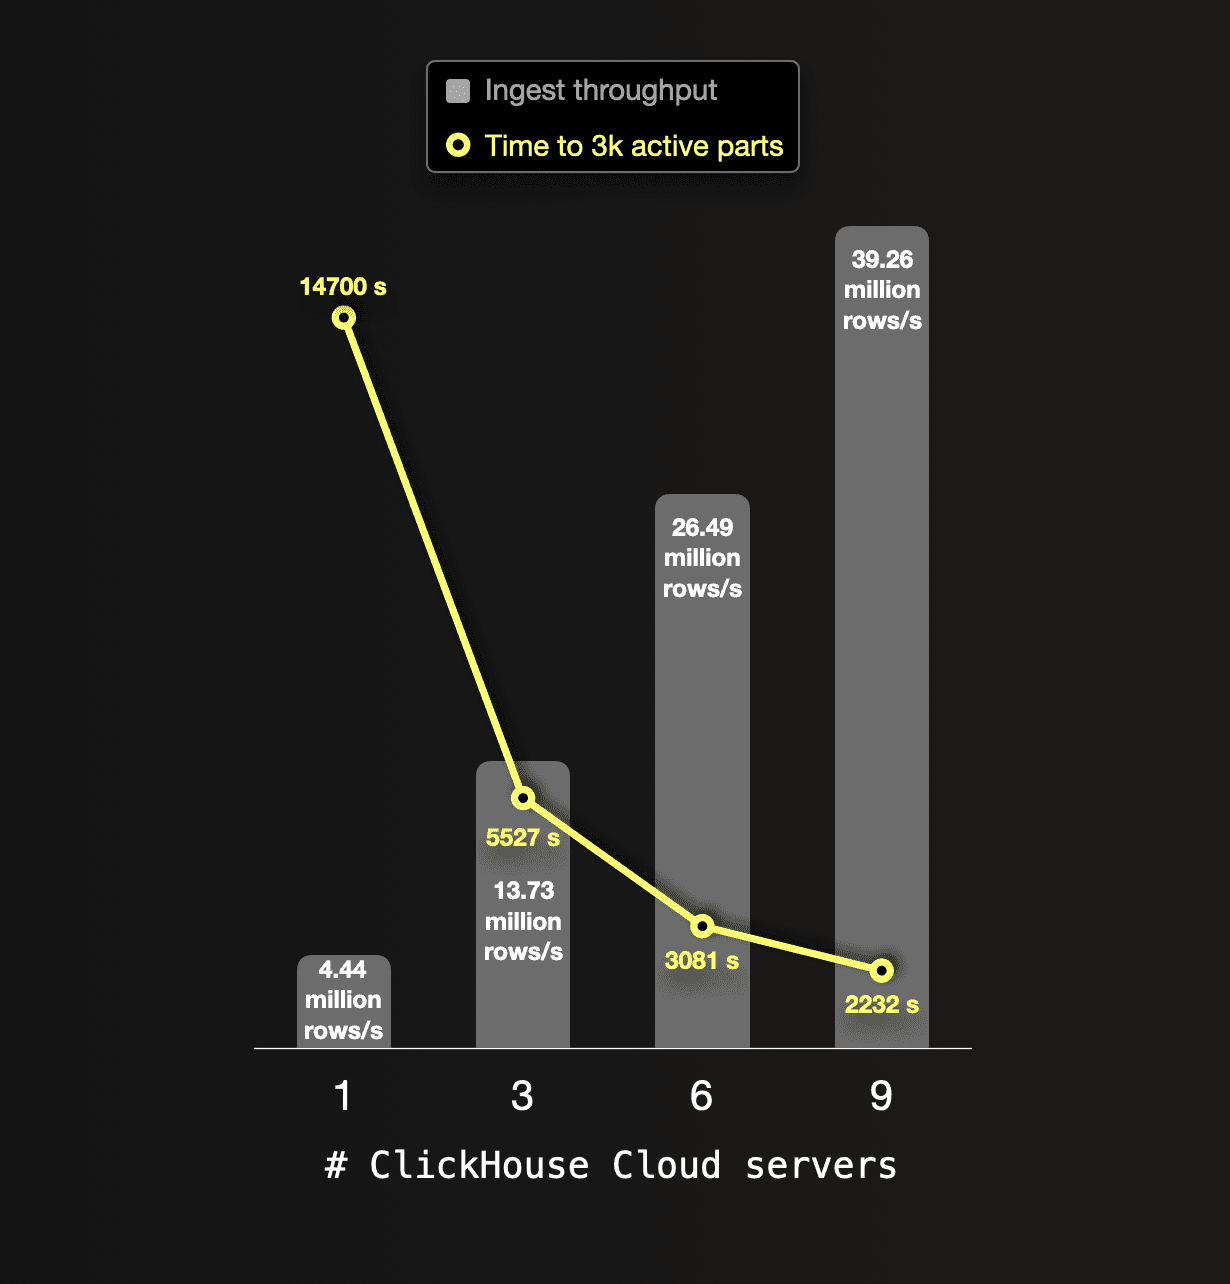 Ingest throughput
Time to 3k active parts
14700 s
39.26
million
rows/s
26.49
million
rows/s
5527 s
13.73
million
rows/s
3081 s
4.44
million
rows/s
2232 s
1 3 6 9
# ClickHouse Cloud servers